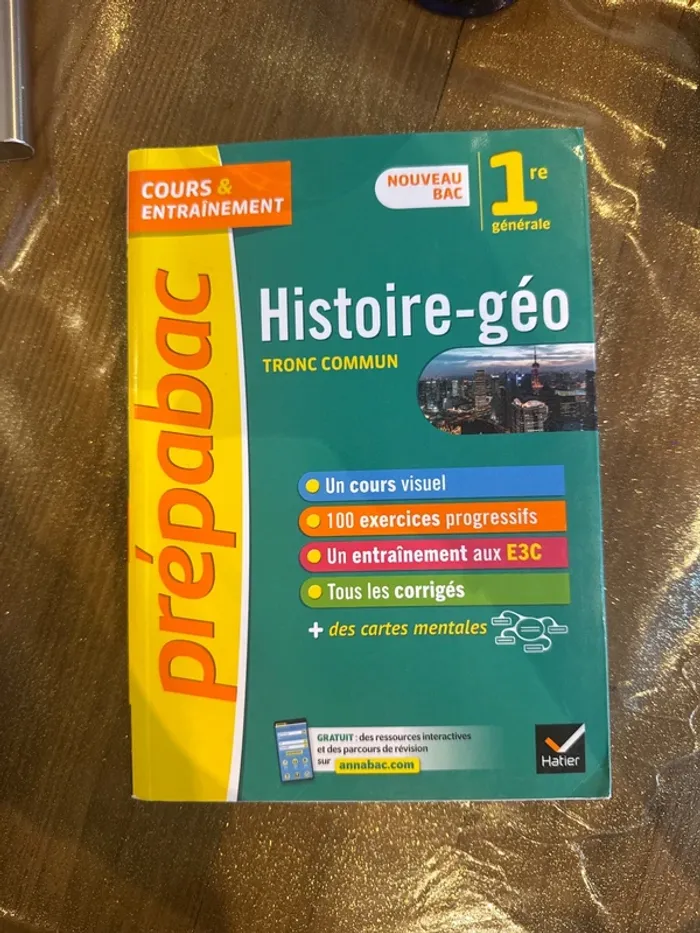 COURS &
ENTRAÎNEMENT
NOUVEAU
BAC
1re
générale
prépabac
Histoire-géo
TRONC COMMUN
Un cours visuel
100 exercices progressifs
Un entraînement aux E3C
Tous les corrigés
+ des cartes mentales
GRATUIT : des ressources interactives
et des parcours de révision
sur annabac.com
Hatier